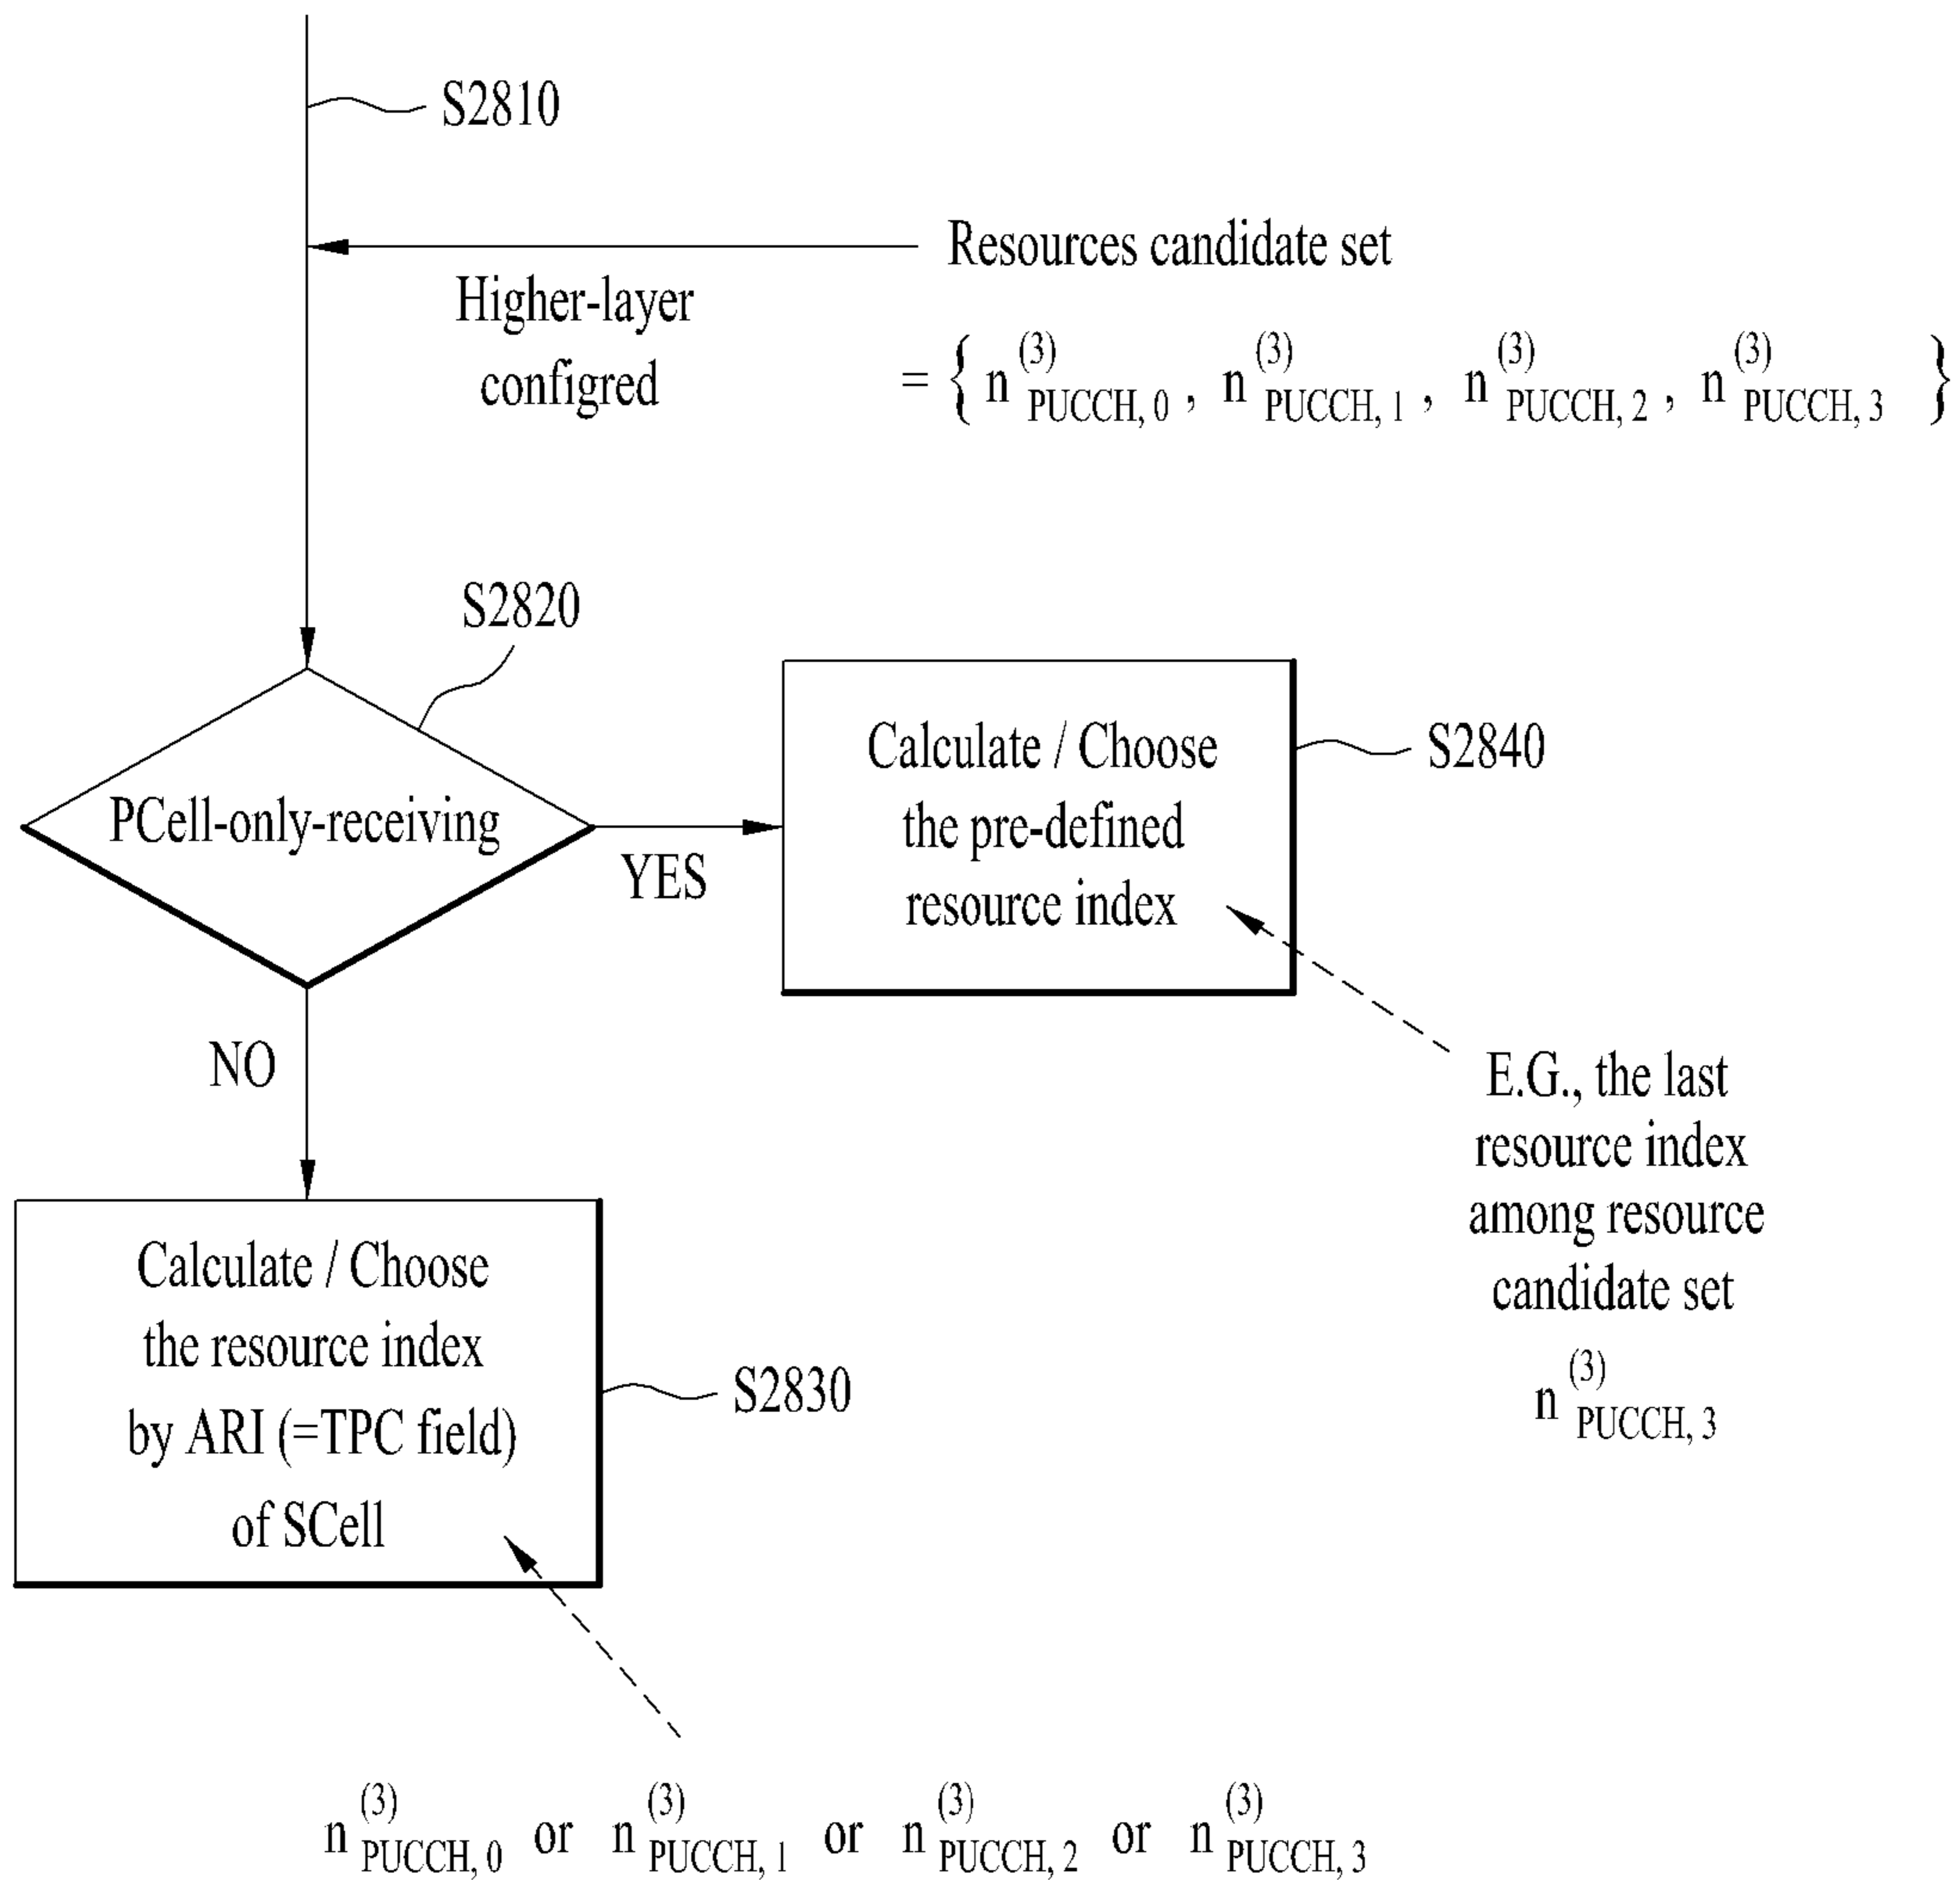 S2810
Resources candidate set
Higher-layer
configred
= { n(3)PUCCH, 0 , n(3)PUCCH, 1 , n(3)PUCCH, 2 , n(3)PUCCH, 3 }
S2820
PCell-only-receiving
YES
Calculate / Choose
the pre-defined
resource index
S2840
NO
E.G., the last
resource index
among resource
candidate set
n(3)PUCCH, 3
Calculate / Choose
the resource index
by ARI (=TPC field)
of SCell
S2830
n(3)PUCCH, 0 or n(3)PUCCH, 1 or n(3)PUCCH, 2 or n(3)PUCCH, 3